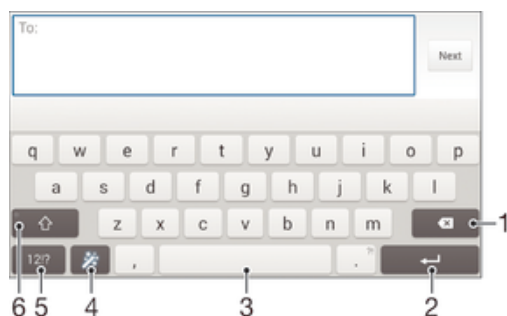 To:
Next
q w e r t y u i o p
a s d f g h j k l
z x c v b n m 1
12!? , . ?!
6 5 4 3 2